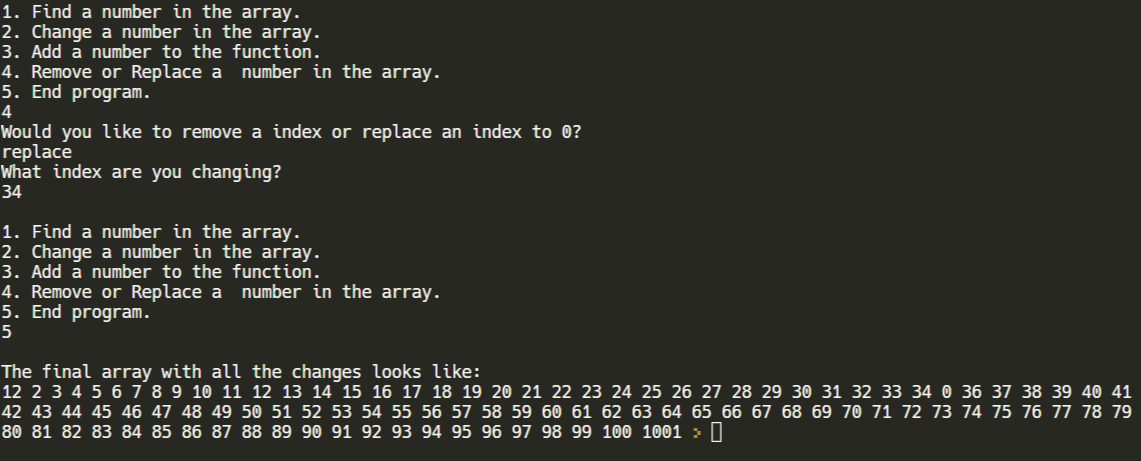 1. Find a number in the array.
2. Change a number in the array.
3. Add a number to the function.
4. Remove or Replace a  number in the array.
5. End program.
4
Would you like to remove a index or replace an index to 0?
replace
What index are you changing?
34
1. Find a number in the array.
2. Change a number in the array.
3. Add a number to the function.
4. Remove or Replace a  number in the array.
5. End program.
5
The final array with all the changes looks like:
12 2 3 4 5 6 7 8 9 10 11 12 13 14 15 16 17 18 19 20 21 22 23 24 25 26 27 28 29 30 31 32 33 34 0 36 37 38 39 40 41
42 43 44 45 46 47 48 49 50 51 52 53 54 55 56 57 58 59 60 61 62 63 64 65 66 67 68 69 70 71 72 73 74 75 76 77 78 79
80 81 82 83 84 85 86 87 88 89 90 91 92 93 94 95 96 97 98 99 100 1001 >